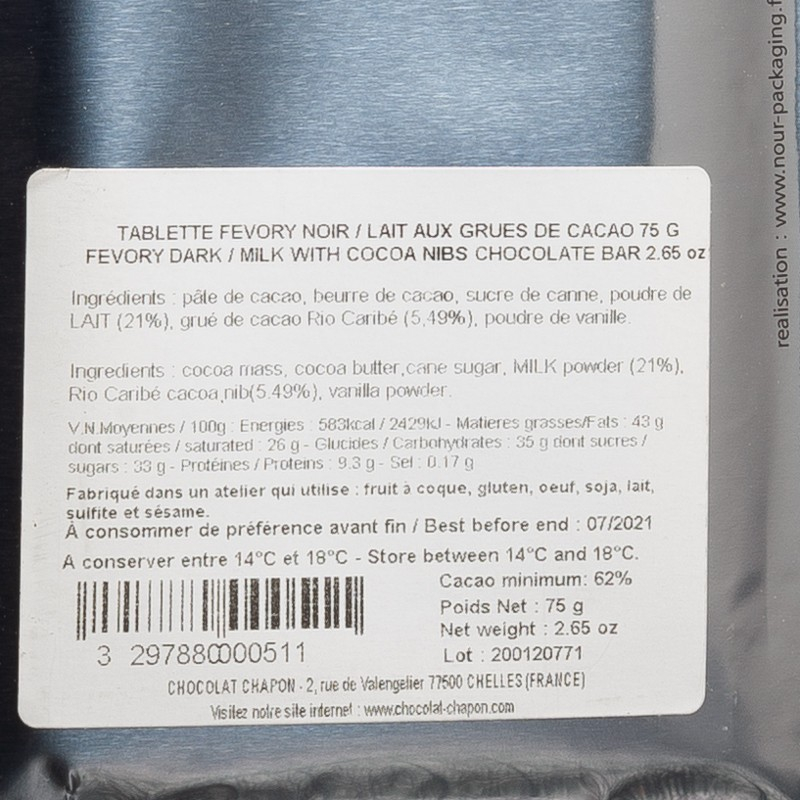 TABLETTE FEVORY NOIR / LAIT AUX GRUES DE CACAO 75 G
FEVORY DARK / MILK WITH COCOA NIBS CHOCOLATE BAR 2.65 oz
Ingrédients : pâte de cacao, beurre de cacao, sucre de canne, poudre de
LAIT (21%), grué de cacao Rio Caribé (5,49%), poudre de vanille.
Ingredients : cocoa mass, cocoa butter,cane sugar, MILK powder (21%),
Rio Caribé cacoa nib(5.49%), vanilla powder.
V.N.Moyennes / 100g : Energies : 583kcal / 2429kJ - Matieres grasses/Fats : 43 g
dont saturées / saturated : 26 g - Glucides / Carbohydrates : 35 g dont sucres /
sugars : 33 g - Protéines / Proteins : 9.3 g - Sel : 0.17 g
Fabriqué dans un atelier qui utilise : fruit à coque, gluten, oeuf, soja, lait,
sulfite et sésame.
À consommer de préférence avant fin / Best before end : 07/2021
A conserver entre 14°C et 18°C - Store between 14°C and 18°C.
Cacao minimum: 62%
Poids Net : 75 g
Net weight : 2.65 oz
Lot : 200120771
3 297880000511
CHOCOLAT CHAPON - 2, rue de Valengelier 77500 CHELLES (FRANCE)
Visitez notre site internet : www.chocolat-chapon.com
realisation : www.nour-packaging.f